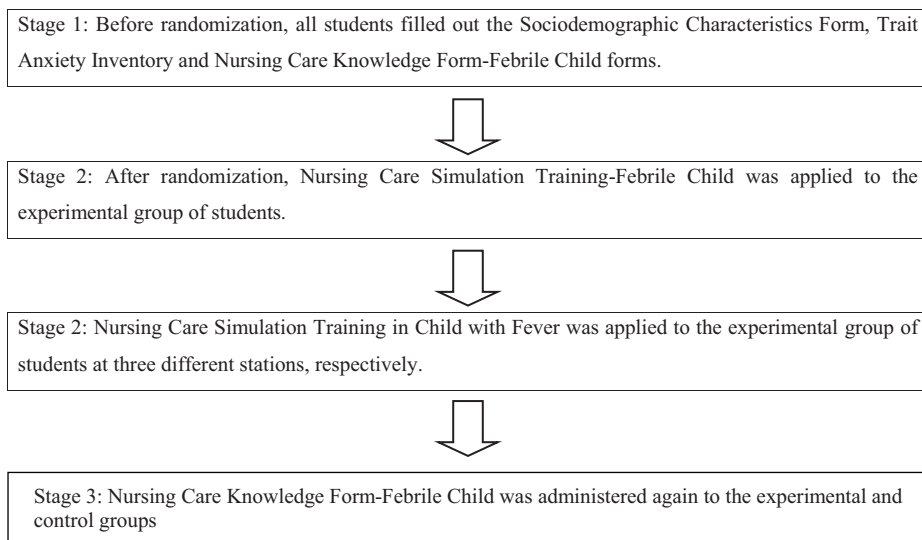 Stage 1: Before randomization, all students filled out the Sociodemographic Characteristics Form, Trait
Anxiety Inventory and Nursing Care Knowledge Form-Febrile Child forms.
Stage 2: After randomization, Nursing Care Simulation Training-Febrile Child was applied to the
experimental group of students.
Stage 2: Nursing Care Simulation Training in Child with Fever was applied to the experimental group of
students at three different stations, respectively.
Stage 3: Nursing Care Knowledge Form-Febrile Child was administered again to the experimental and
control groups